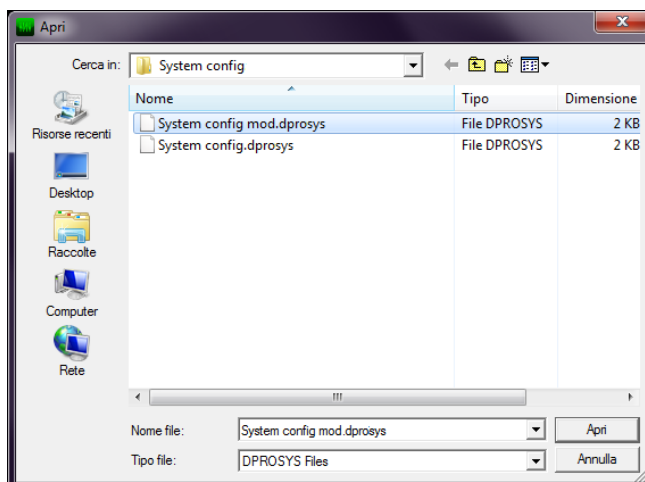 Apri
Cerca in: System config
Nome Tipo Dimensione
System config mod.dprosys File DPROSYS 2 KB
System config.dprosys File DPROSYS 2 KB
Risorse recenti
Desktop
Raccolte
Computer
Rete
Nome file: System config mod.dprosys Apri
Tipo file: DPROSYS Files Annulla